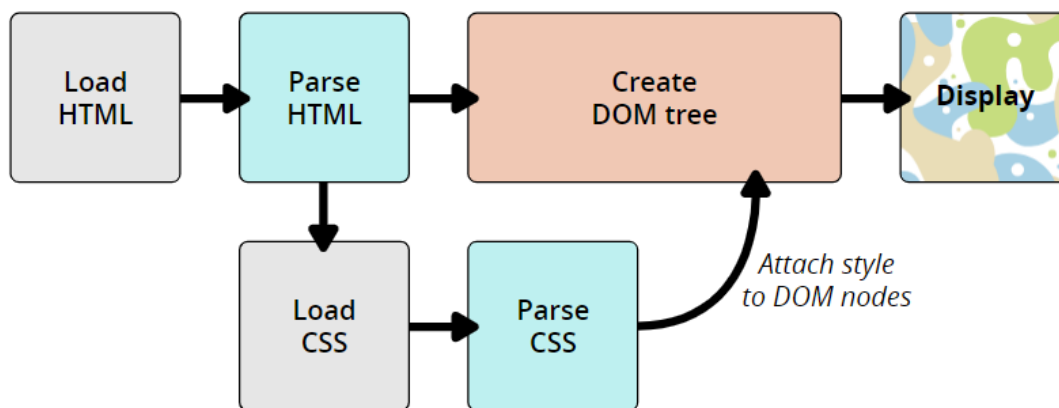 Load
HTML
Parse
HTML
Create
DOM tree
Display
Load
CSS
Parse
CSS
Attach style
to DOM nodes